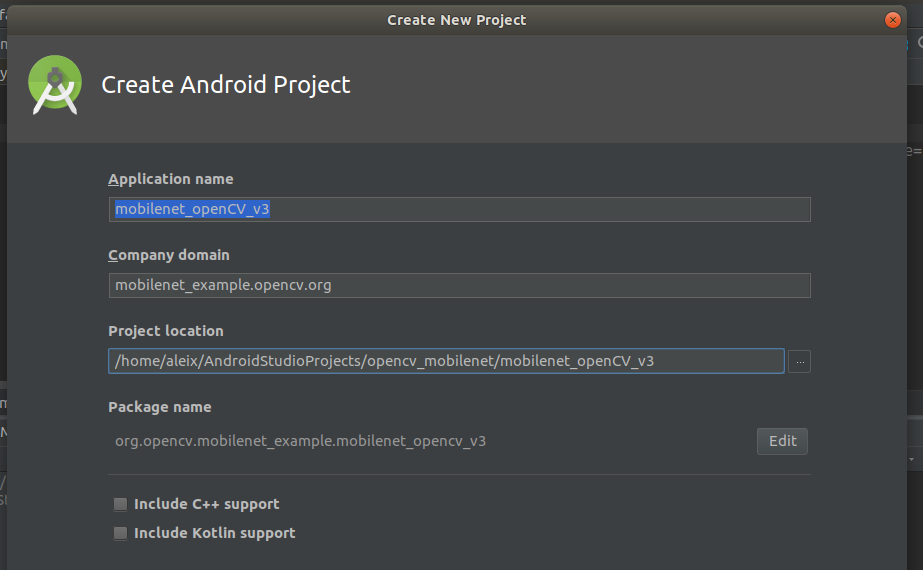 Create New Project
Create Android Project
Application name
mobilenet_openCV_v3
Company domain
mobilenet_example.opencv.org
Project location
/home/aleix/AndroidStudioProjects/opencv_mobilenet/mobilenet_openCV_v3
...
Package name
org.opencv.mobilenet_example.mobilenet_opencv_v3
Edit
Include C++ support
Include Kotlin support